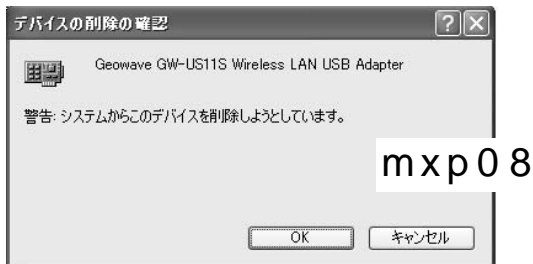 デバイスの削除の確認
Geowave GW-US11S Wireless LAN USB Adapter
警告: システムからこのデバイスを削除しようとしています。
mxp08
OK
キャンセル